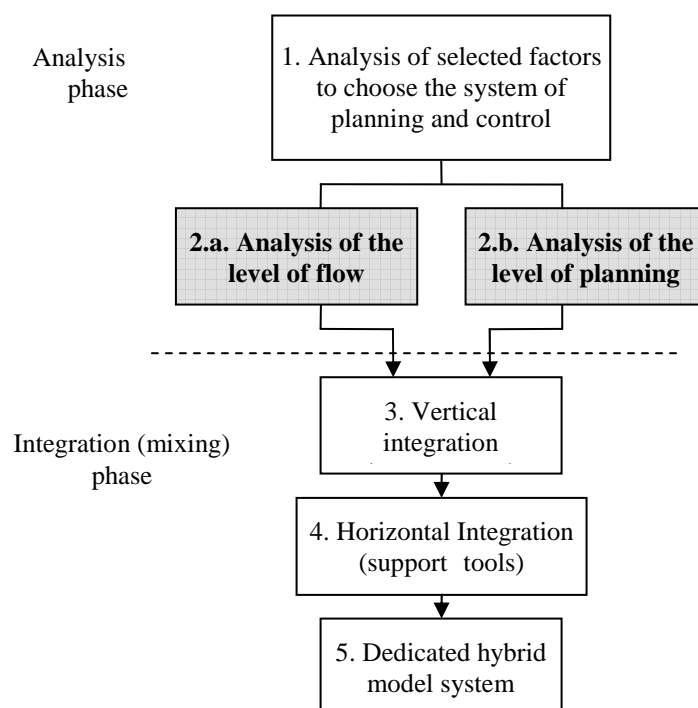 Analysis
phase
1. Analysis of selected factors
to choose the system of
planning and control
2.a. Analysis of the
level of flow
2.b. Analysis of the
level of planning
Integration (mixing)
phase
3. Vertical
integration
4. Horizontal Integration
(support tools)
5. Dedicated hybrid
model system